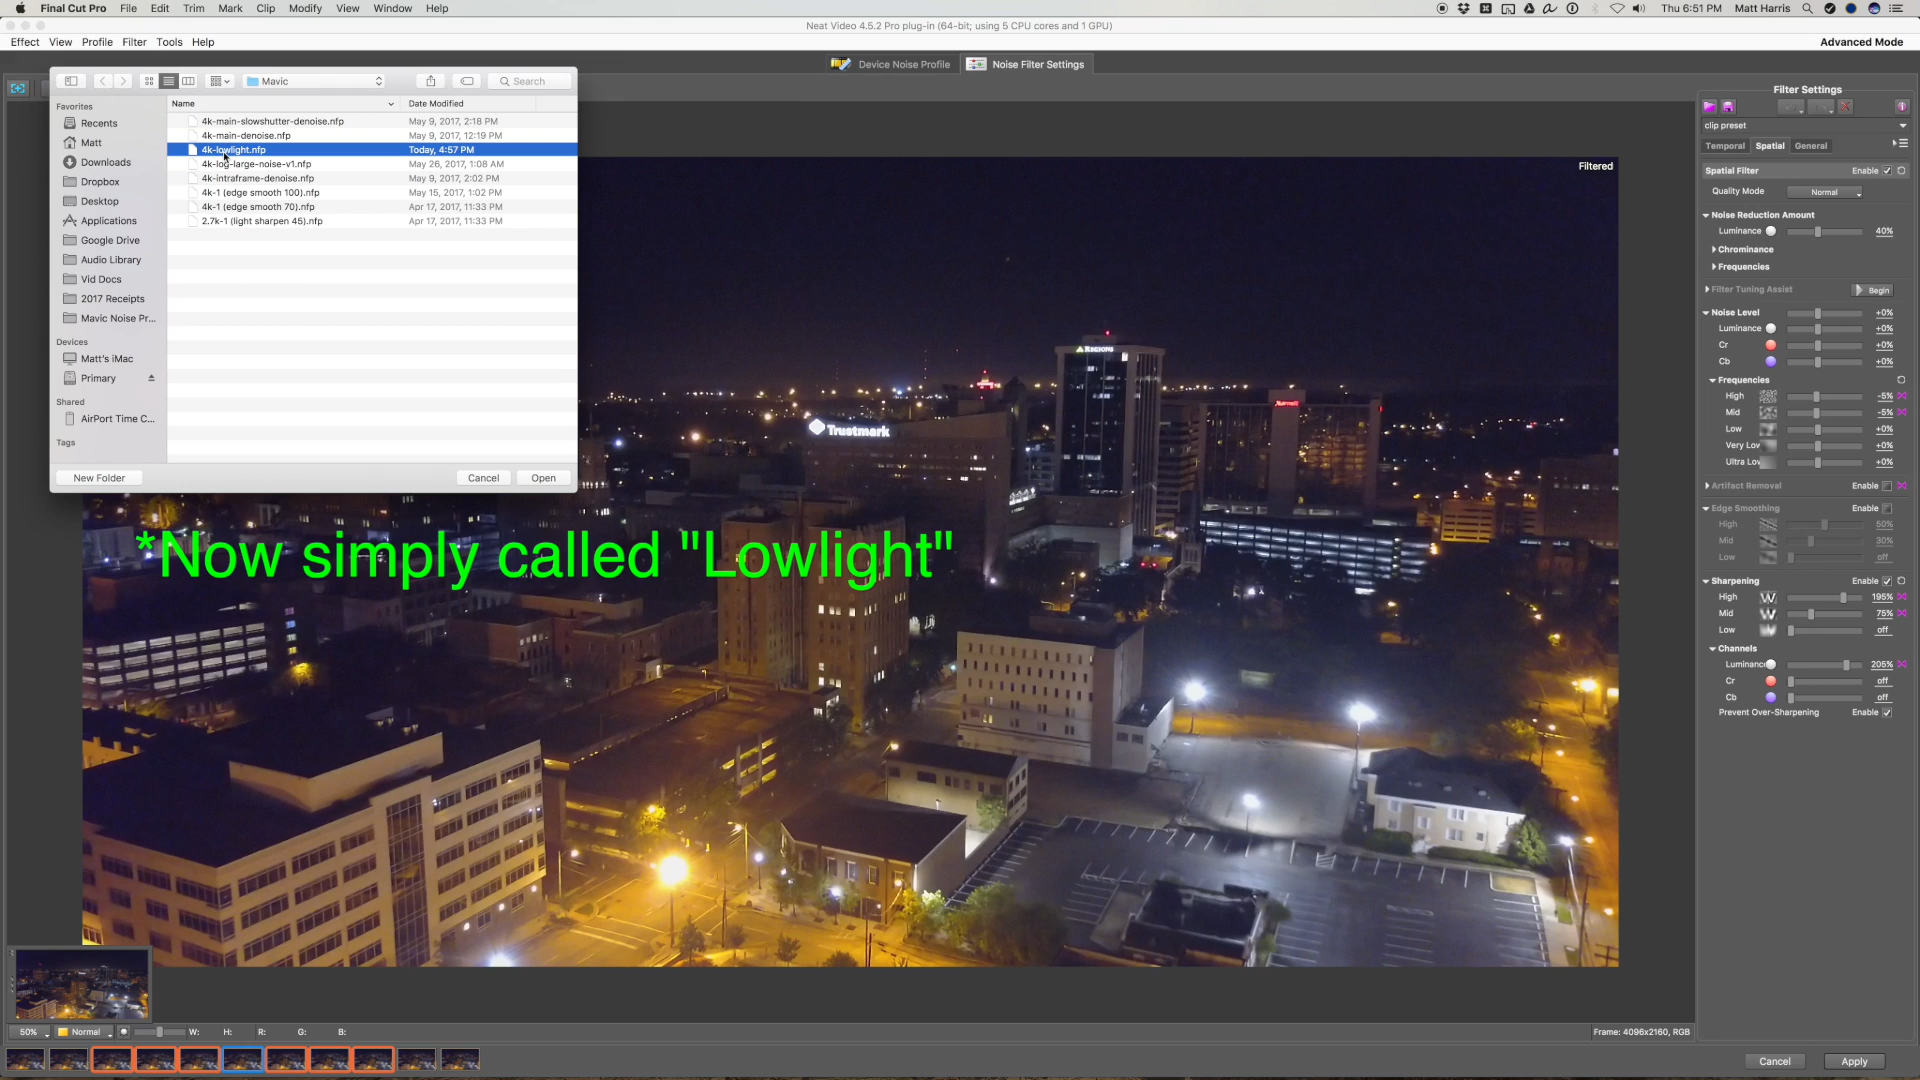 Final Cut Pro File Edit Trim Mark Clip Modify View Window Help
Thu 6:51 PM Matt Harris
Neat Video 4.5.2 Pro plug-in (64-bit; using 5 CPU cores and 1 GPU)
Effect View Profile Filter Tools Help
Advanced Mode
Device Noise Profile Noise Filter Settings
Mavic Search
Name Date Modified
4k-main-slowshutter-denoise.nfp May 9, 2017, 2:18 PM
4k-main-denoise.nfp May 9, 2017, 12:19 PM
4k-lowlight.nfp Today, 4:57 PM
4k-log-large-noise-v1.nfp May 26, 2017, 1:08 AM
4k-intraframe-denoise.nfp May 9, 2017, 2:02 PM
4k-1 (edge smooth 100).nfp May 15, 2017, 1:02 PM
4k-1 (edge smooth 70).nfp Apr 17, 2017, 11:33 PM
2.7k-1 (light sharpen 45).nfp Apr 17, 2017, 11:33 PM
Favorites
Recents
Matt
Downloads
Dropbox
Desktop
Applications
Google Drive
Audio Library
Vid Docs
2017 Receipts
Mavic Noise Pr...
Devices
Matt's iMac
Primary
Shared
AirPort Time C...
Tags
New Folder Cancel Open
Filtered
REGIONS
Marriott
Trustmark
*Now simply called "Lowlight"
Filter Settings
clip preset
Temporal Spatial General
Spatial Filter Enable
Quality Mode Normal
Noise Reduction Amount
Luminance 40%
Chrominance
Frequencies
Filter Tuning Assist Begin
Noise Level +0%
Luminance +0%
Cr +0%
Cb +0%
Frequencies
High -5%
Mid -5%
Low +0%
Very Low +0%
Ultra Low +0%
Artifact Removal Enable
Edge Smoothing Enable
High 50%
Mid 30%
Low off
Sharpening Enable
High 195%
Mid 75%
Low off
Channels
Luminance 205%
Cr off
Cb off
Prevent Over-Sharpening Enable
50% Normal W: H: R: G: B:
Frame: 4096x2160, RGB
Cancel Apply